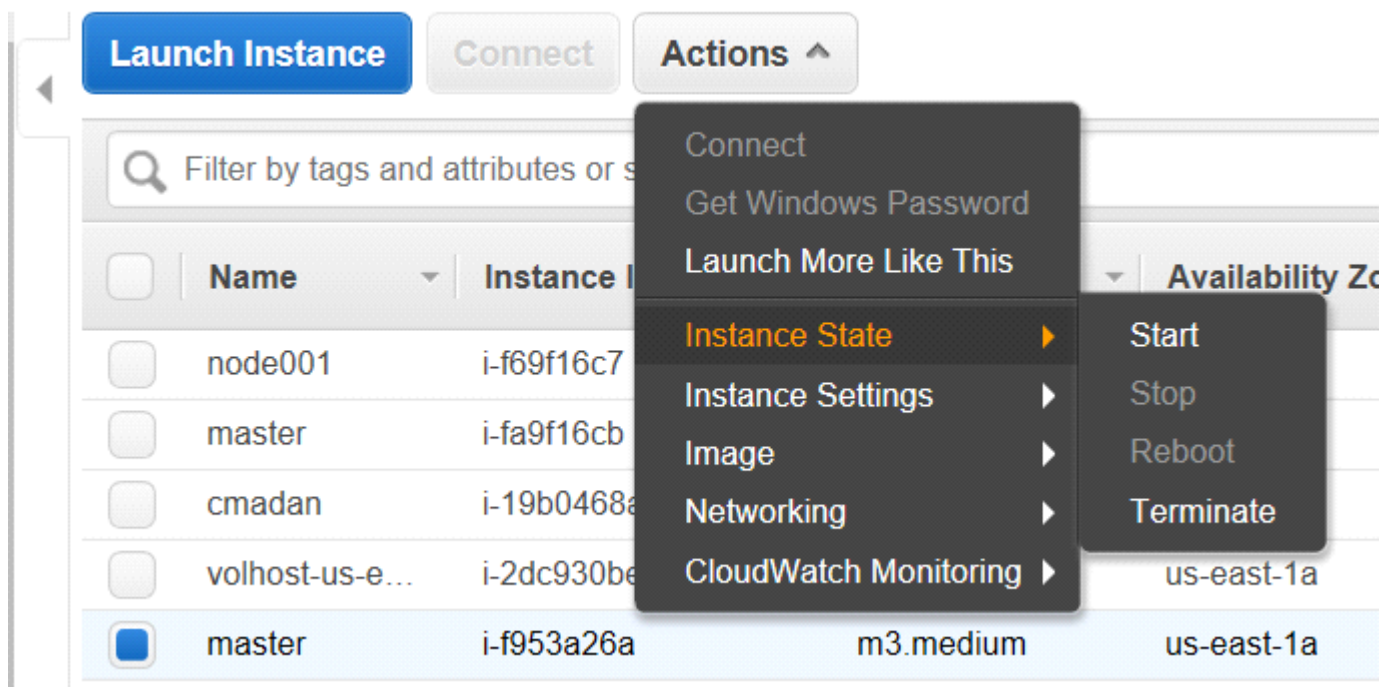 Launch Instance Connect Actions
Filter by tags and attributes or s
Connect
Get Windows Password
Launch More Like This
Name Instance I Availability Zo
Instance State Start
Instance Settings Stop
Image Reboot
Networking Terminate
CloudWatch Monitoring
node001 i-f69f16c7
master i-fa9f16cb
cmadan i-19b0468a
volhost-us-e... i-2dc930be us-east-1a
master i-f953a26a m3.medium us-east-1a